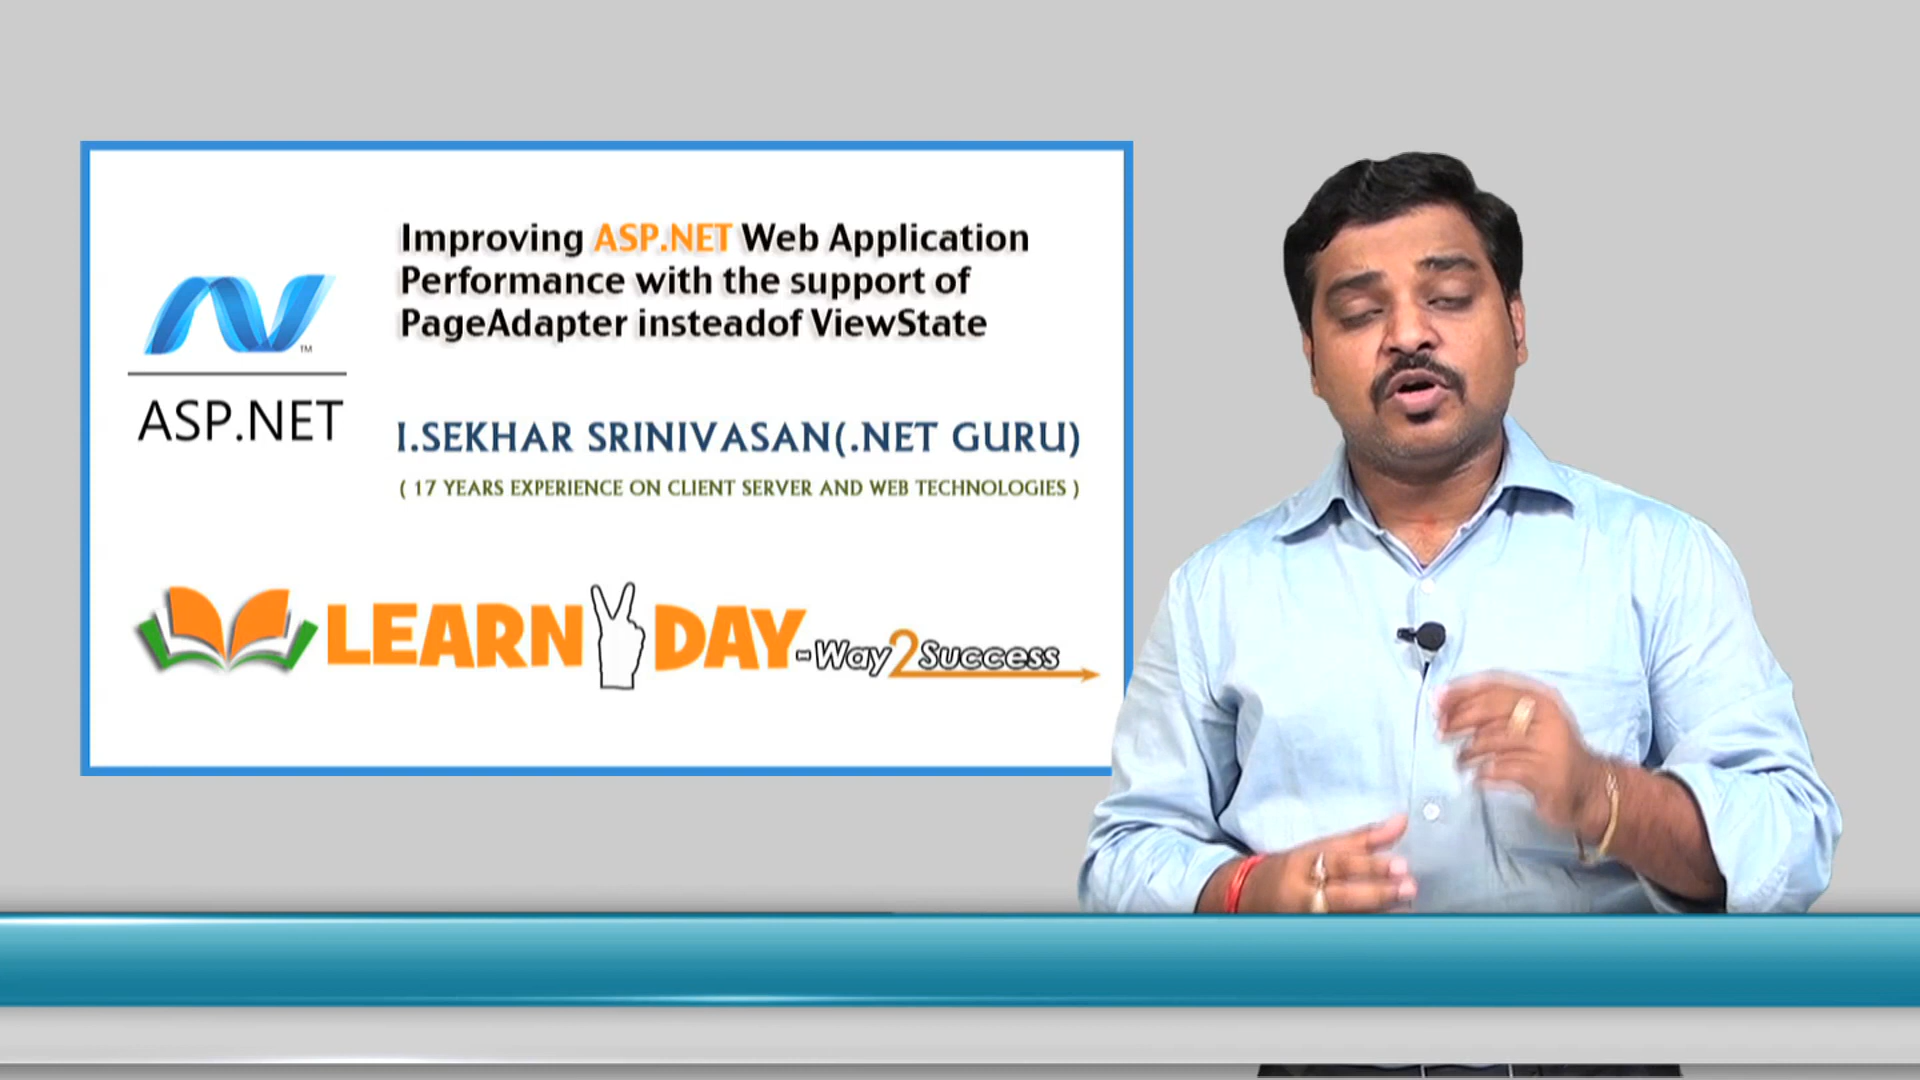 Improving ASP.NET Web Application
Performance with the support of
PageAdapter insteadof ViewState
TM
ASP.NET
I.SEKHAR SRINIVASAN(.NET GURU)
( 17 YEARS EXPERIENCE ON CLIENT SERVER AND WEB TECHNOLOGIES )
LEARN DAY -Way2Success